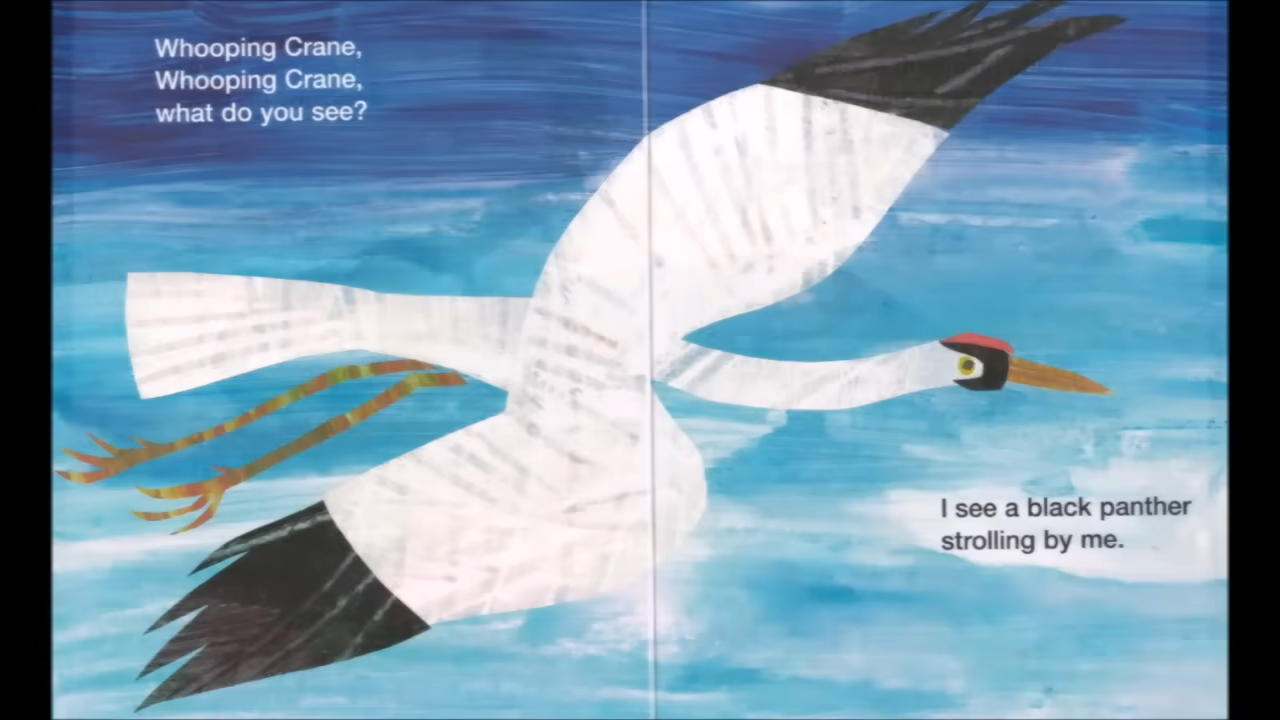 Whooping Crane,
Whooping Crane,
what do you see?
I see a black panther
strolling by me.